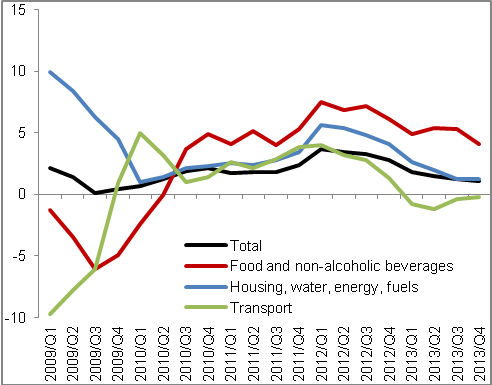 15
10
5
0
-5
-10
Total
Food and non-alcoholic beverages
Housing, water, energy, fuels
Transport
2009/Q1
2009/Q2
2009/Q3
2009/Q4
2010/Q1
2010/Q2
2010/Q3
2010/Q4
2011/Q1
2011/Q2
2011/Q3
2011/Q4
2012/Q1
2012/Q2
2012/Q3
2012/Q4
2013/Q1
2013/Q2
2013/Q3
2013/Q4